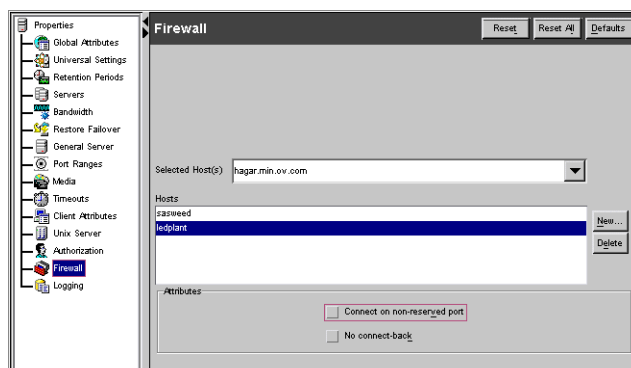 Properties
Global Attributes
Universal Settings
Retention Periods
Servers
Bandwidth
Restore Failover
General Server
Port Ranges
Media
Timeouts
Client Attributes
Unix Server
Authorization
Firewall
Logging
Firewall
Reset
Reset All
Defaults
Selected Host(s)
hagar.min.ov.com
Hosts
sasweed
ledplant
New...
Delete
Attributes
Connect on non-reserved port
No connect-back